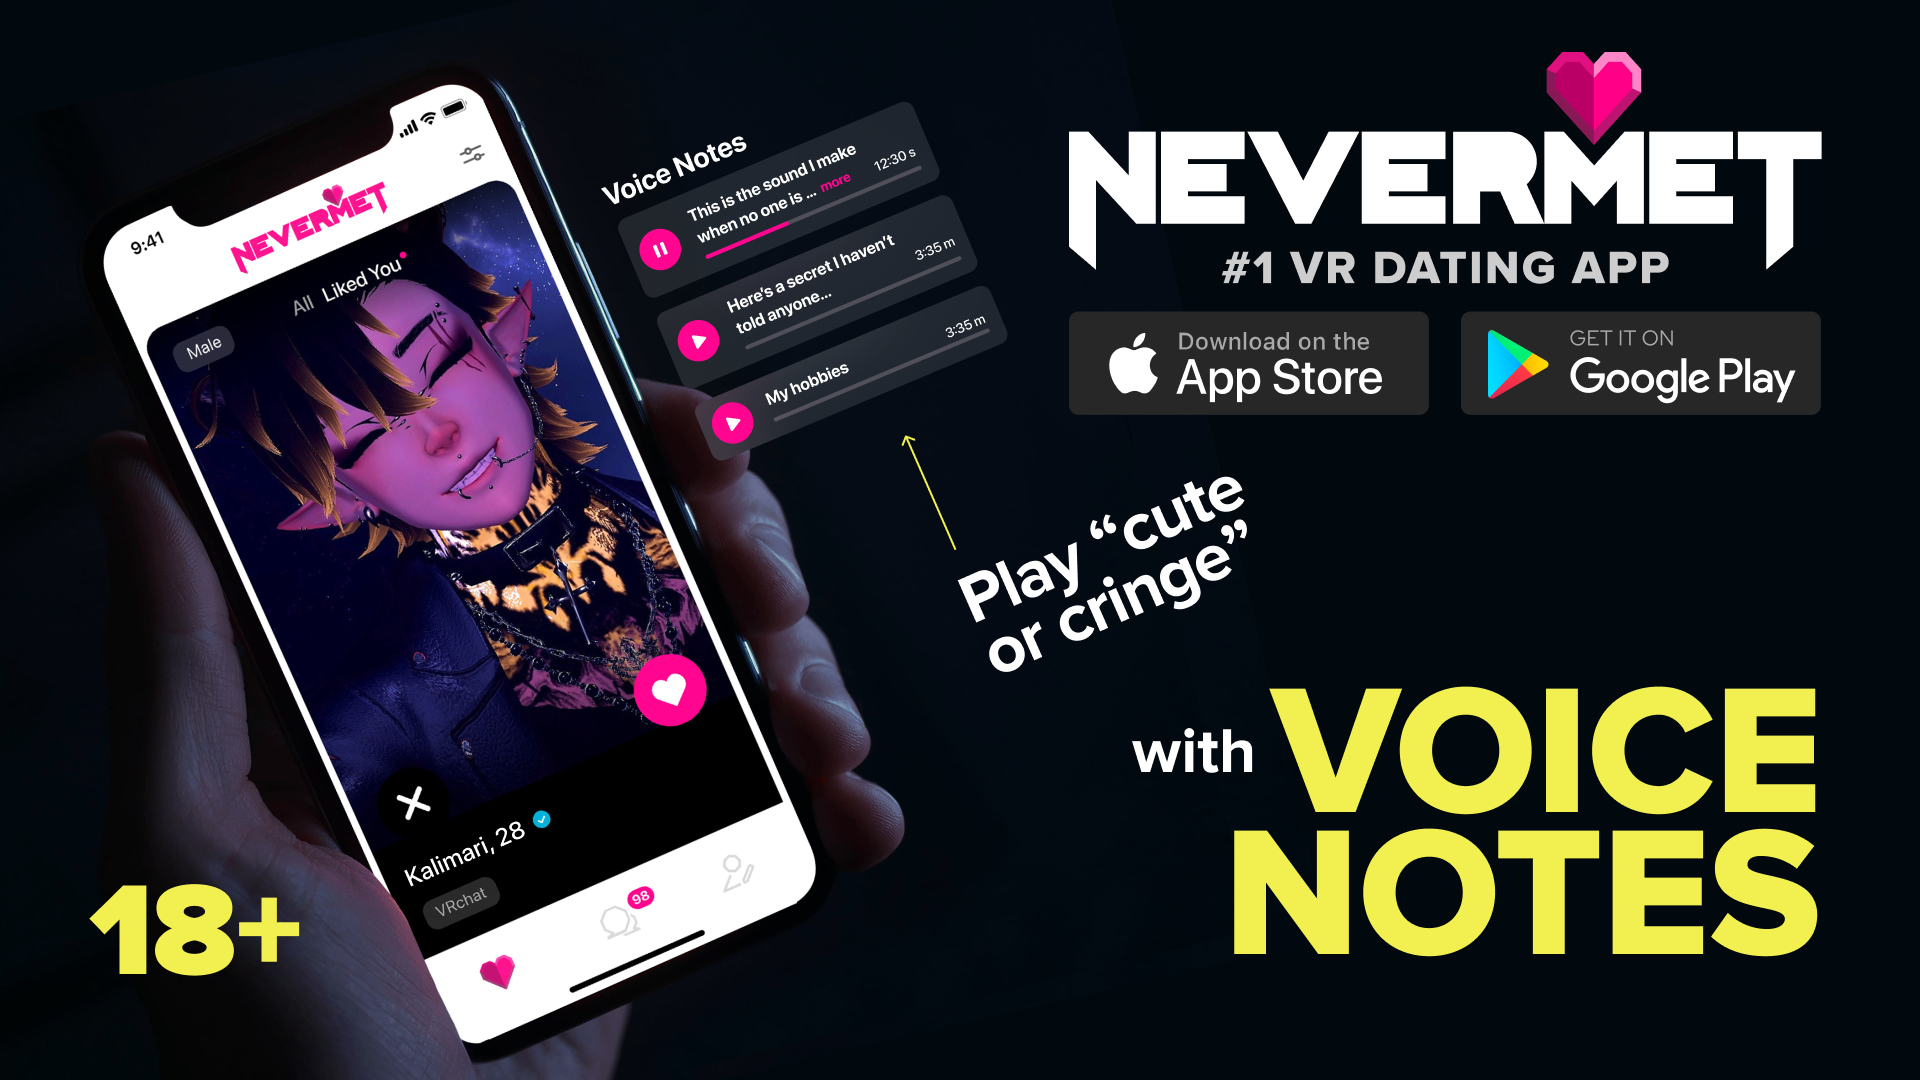 9:41
NEVERMET
All Liked You
Male
Kalimari, 28
VRchat
98
18+
Voice Notes
This is the sound I make
when no one is ... more
12:30 s
Here's a secret I haven't
told anyone...
3:35 m
My hobbies
3:35 m
Play “cute
or cringe”
NEVERMET
#1 VR DATING APP
Download on the
App Store
GET IT ON
Google Play
with VOICE
NOTES